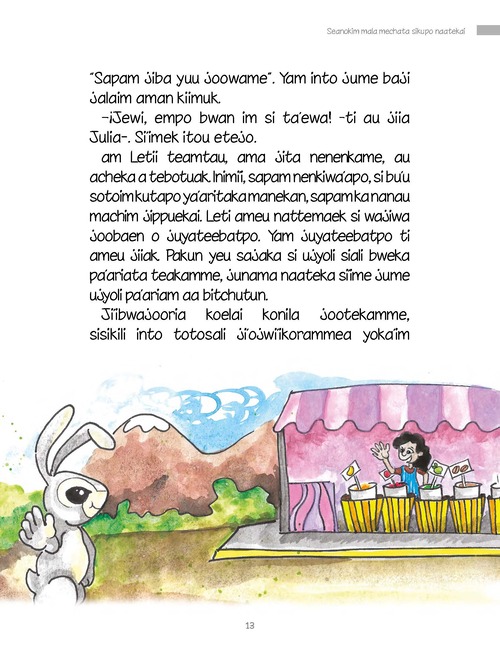 Seanokim mala mechata sikupo naatekai
"Sapam jiba yuu joowame". Yam into jume baji
jalaim aman kiimuk.
–¡Jewi, empo bwan im si ta'ewa! -ti au jiia
Julia-. Si'imek itou etejo.
am Letii teamtau, ama jita nenenkame, au
acheka a tebotuak. Inimii, sapam nenkiwa'apo, si bu'u
sotoim kutapo ya'aritaka manekan, sapam ka nanau
machim jippuekai. Leti ameu nattemaek si wajiwa
joobaen o juyateebatpo. Yam juyateebatpo ti
ameu jiiak. Pakun yeu sajaka si ujyoli siali bweka
pa'ariata teakamme, junama naateka siime jume
ujyoli pa'ariam aa bitchutun.
Jiibwajooria koelai konila jootekamme,
sisikili into totosali ji'ojwiikorammea yoka'im
13